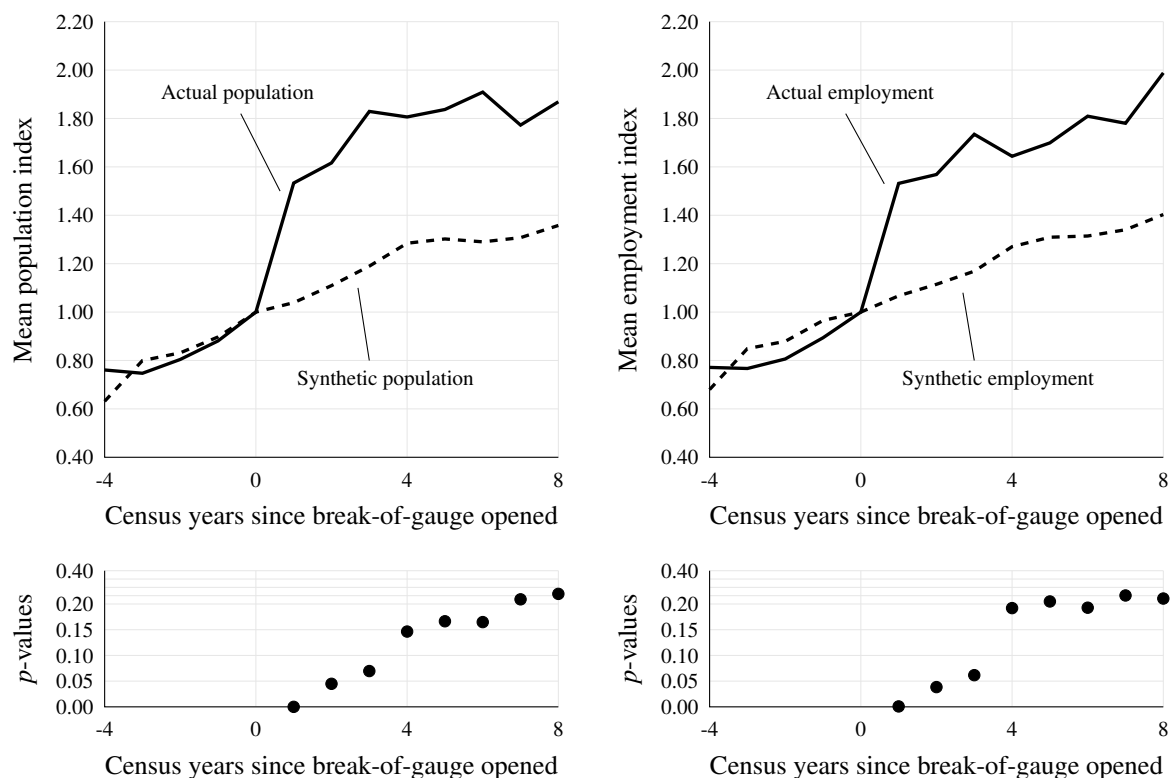 2.20
2.00
1.80
1.60
1.40
1.20
1.00
0.80
0.60
0.40
Mean population index
Actual population
Synthetic population
-4 0 4 8
Census years since break-of-gauge opened
2.20
2.00
1.80
1.60
1.40
1.20
1.00
0.80
0.60
0.40
Mean employment index
Actual employment
Synthetic employment
-4 0 4 8
Census years since break-of-gauge opened
0.40
0.20
0.15
0.10
0.05
0.00
p-values
-4 0 4 8
Census years since break-of-gauge opened
0.40
0.20
0.15
0.10
0.05
0.00
p-values
-4 0 4 8
Census years since break-of-gauge opened